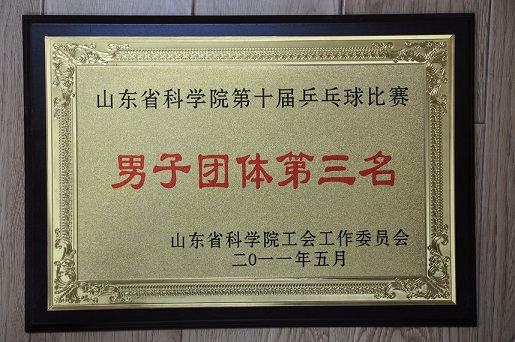 山东省科学院第十届乒乓球比赛
男子团体第三名
山东省科学院工会工作委员会
二0一一年五月